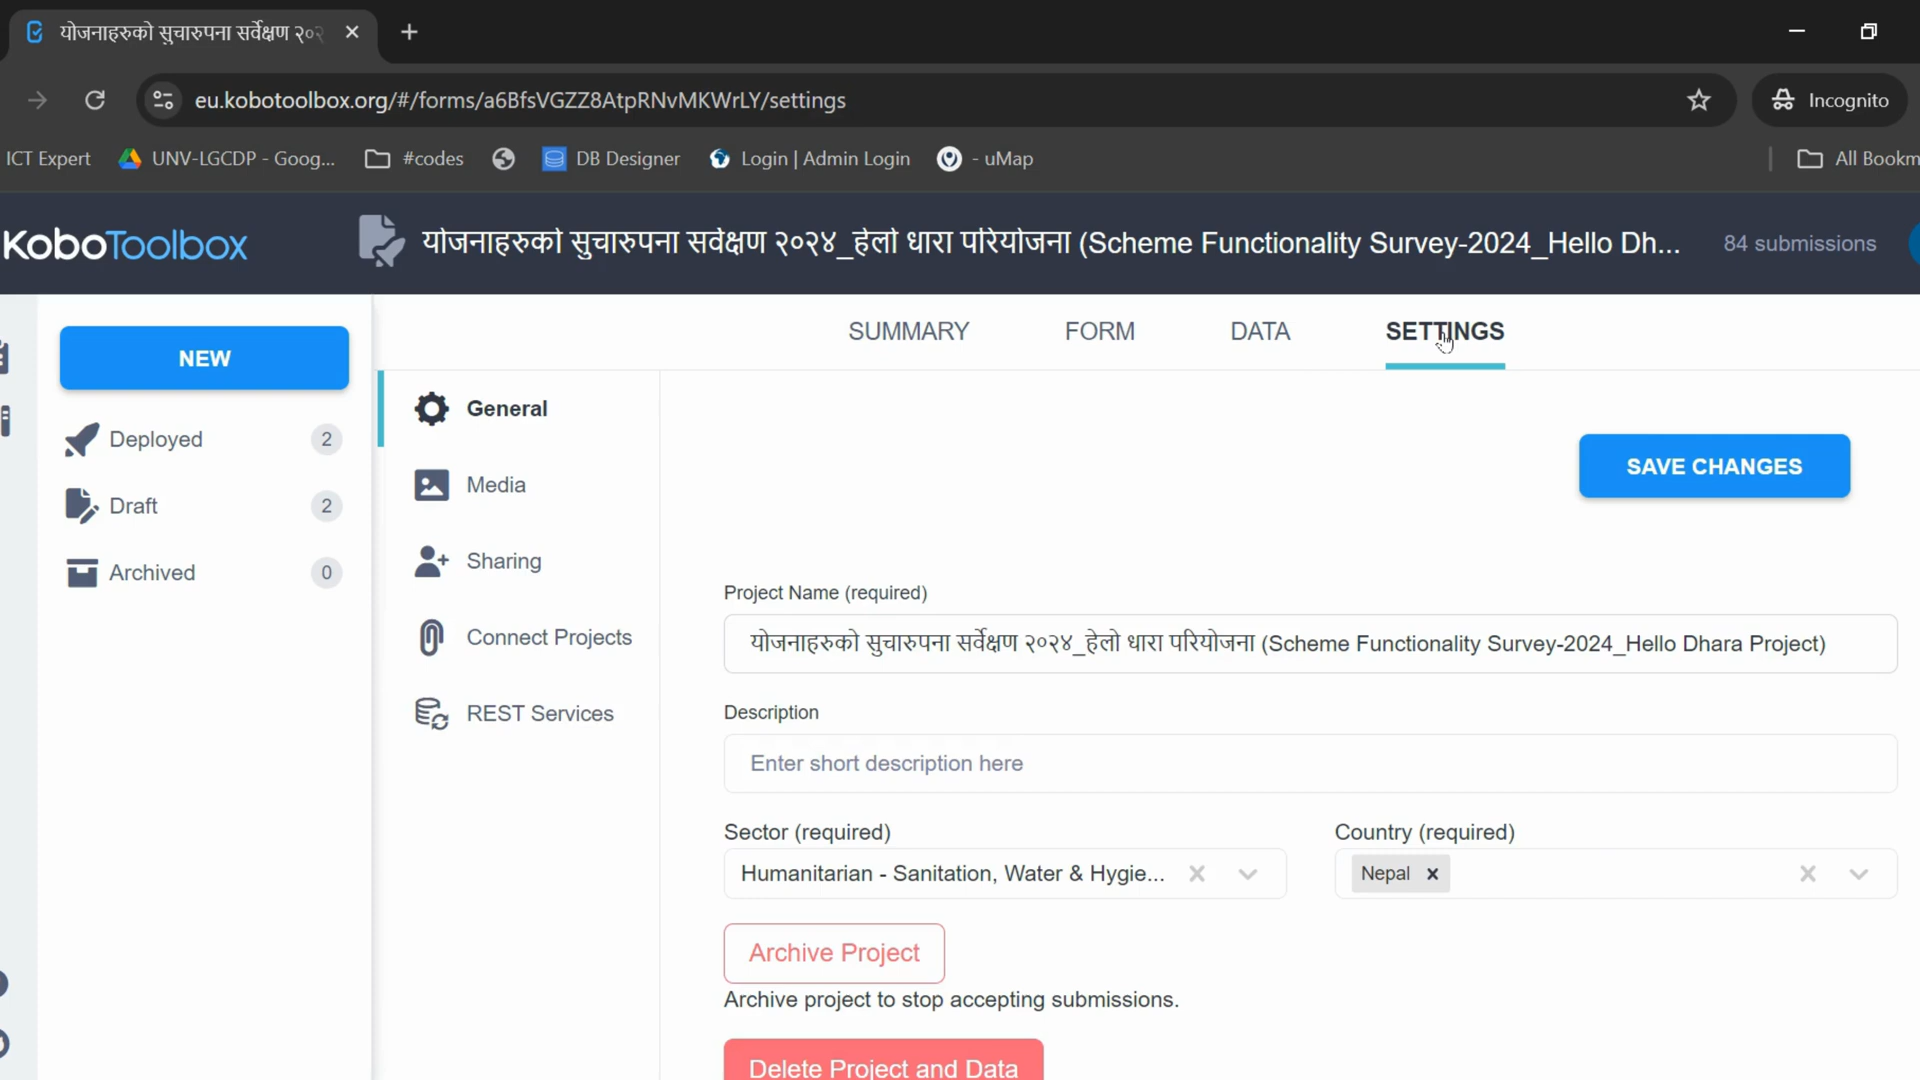 योजनाहरुको सुचारुपना सर्वेक्षण २०२
eu.kobotoolbox.org/#/forms/a6BfsVGZZ8AtpRNvMKWrLY/settings
Incognito
ICT Expert
UNV-LGCDP - Goog...
#codes
DB Designer
Login | Admin Login
- uMap
All Bookm
KoboToolbox
योजनाहरुको सुचारुपना सर्वेक्षण २०२४_हेलो धारा परियोजना (Scheme Functionality Survey-2024_Hello Dh...
84 submissions
SUMMARY
FORM
DATA
SETTINGS
NEW
Deployed 2
Draft 2
Archived 0
General
Media
Sharing
Connect Projects
REST Services
SAVE CHANGES
Project Name (required)
योजनाहरुको सुचारुपना सर्वेक्षण २०२४_हेलो धारा परियोजना (Scheme Functionality Survey-2024_Hello Dhara Project)
Description
Enter short description here
Sector (required)
Humanitarian - Sanitation, Water & Hygie...
Country (required)
Nepal
Archive Project
Archive project to stop accepting submissions.
Delete Project and Data